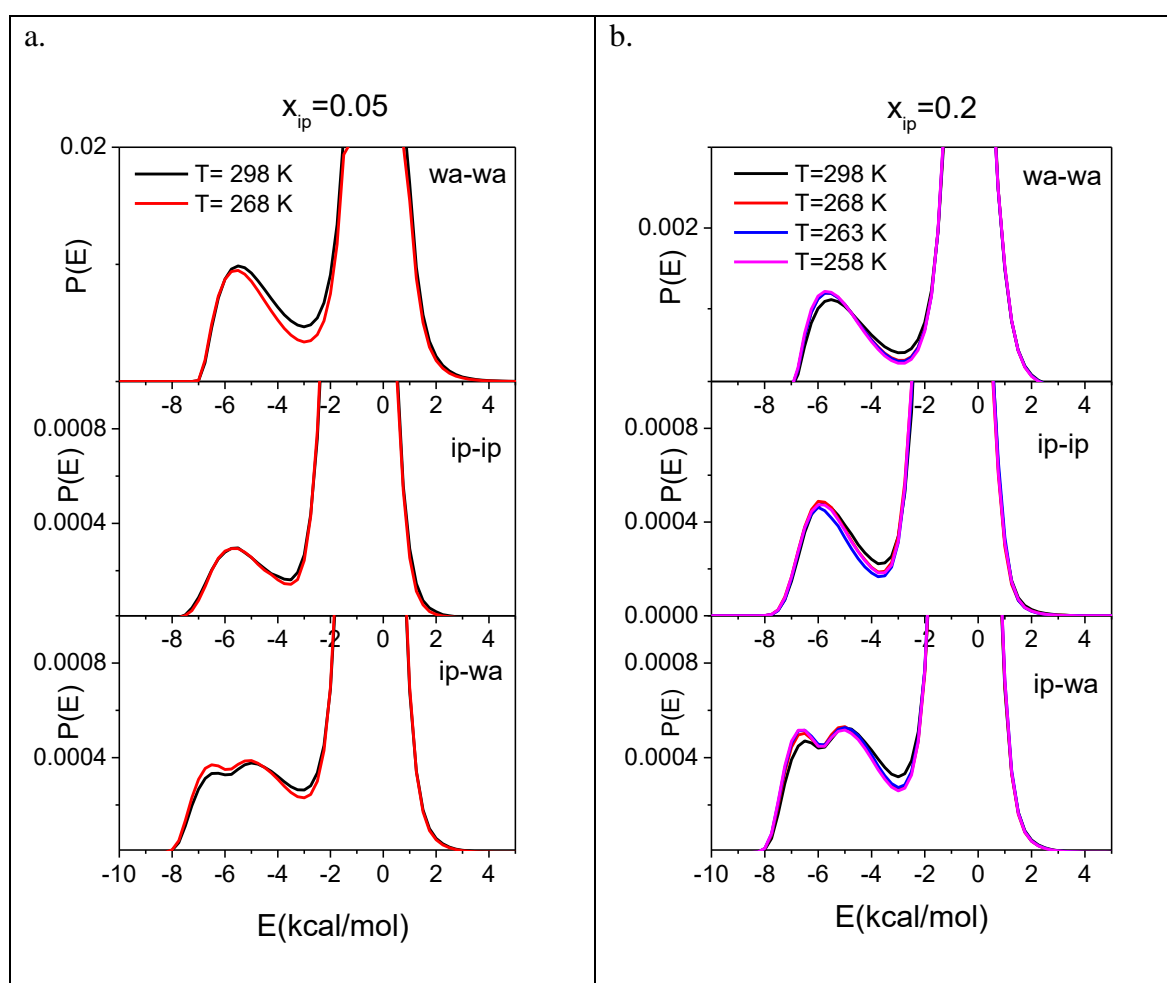 a.
x_ip=0.05
0.02
wa-wa
T= 298 K
T= 268 K
P(E)
-8 -6 -4 -2 0 2 4
0.0008
ip-ip
P(E)
0.0004
-8 -6 -4 -2 0 2 4
0.0008
ip-wa
P(E)
0.0004
-10 -8 -6 -4 -2 0 2 4
E(kcal/mol)
b.
x_ip=0.2
wa-wa
T=298 K
T=268 K
T=263 K
T=258 K
0.002
P(E)
-8 -6 -4 -2 0 2 4
0.0008
ip-ip
P(E)
0.0004
0.0000
-8 -6 -4 -2 0 2 4
0.0008
ip-wa
P(E)
0.0004
-10 -8 -6 -4 -2 0 2 4
E(kcal/mol)